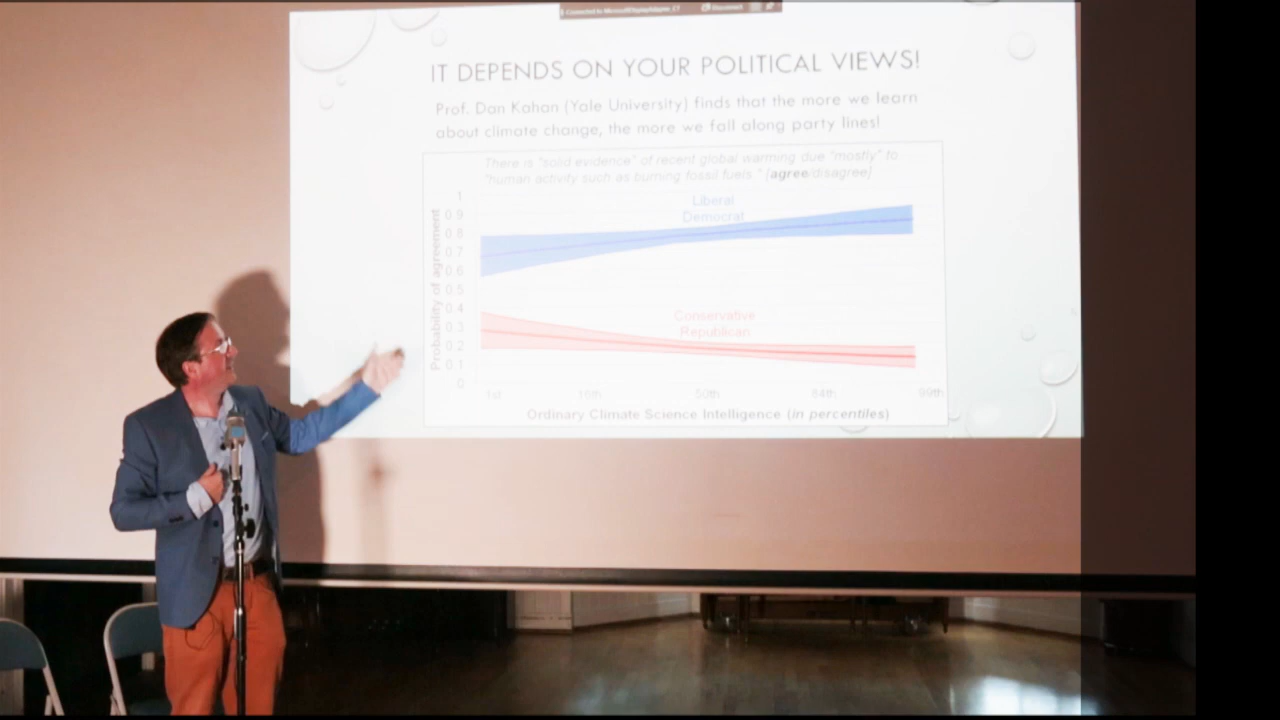 Disconnect
IT DEPENDS ON YOUR POLITICAL VIEWS!
Prof. Dan Kahan (Yale University) finds that the more we learn
about climate change, the more we fall along party lines!
There is "solid evidence" of recent global warming due "mostly" to
"human activity such as burning fossil fuels." [agree/disagree]
Probability of agreement
1
0.9
0.8
0.7
0.6
0.5
0.4
0.3
0.2
0.1
0
Liberal
Democrat
Conservative
Republican
1st 16th 50th 84th 99th
Ordinary Climate Science Intelligence (in percentiles)